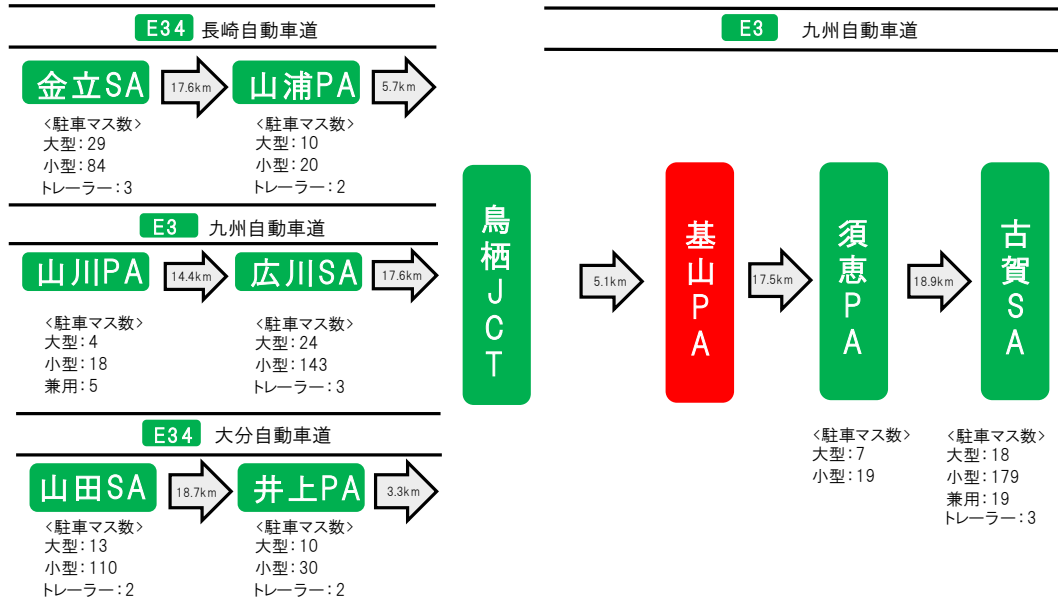 E34 長崎自動車道
金立SA
17.6km
山浦PA
5.7km
<駐車マス数>
大型:29
小型:84
トレーラー:3
<駐車マス数>
大型:10
小型:20
トレーラー:2
E3 九州自動車道
山川PA
14.4km
広川SA
17.6km
<駐車マス数>
大型:4
小型:18
兼用:5
<駐車マス数>
大型:24
小型:143
トレーラー:3
E34 大分自動車道
山田SA
18.7km
井上PA
3.3km
<駐車マス数>
大型:13
小型:110
トレーラー:2
<駐車マス数>
大型:10
小型:30
トレーラー:2
鳥栖JCT
E3 九州自動車道
5.1km
基山PA
17.5km
須恵PA
18.9km
古賀SA
<駐車マス数>
大型:7
小型:19
<駐車マス数>
大型:18
小型:179
兼用:19
トレーラー:3